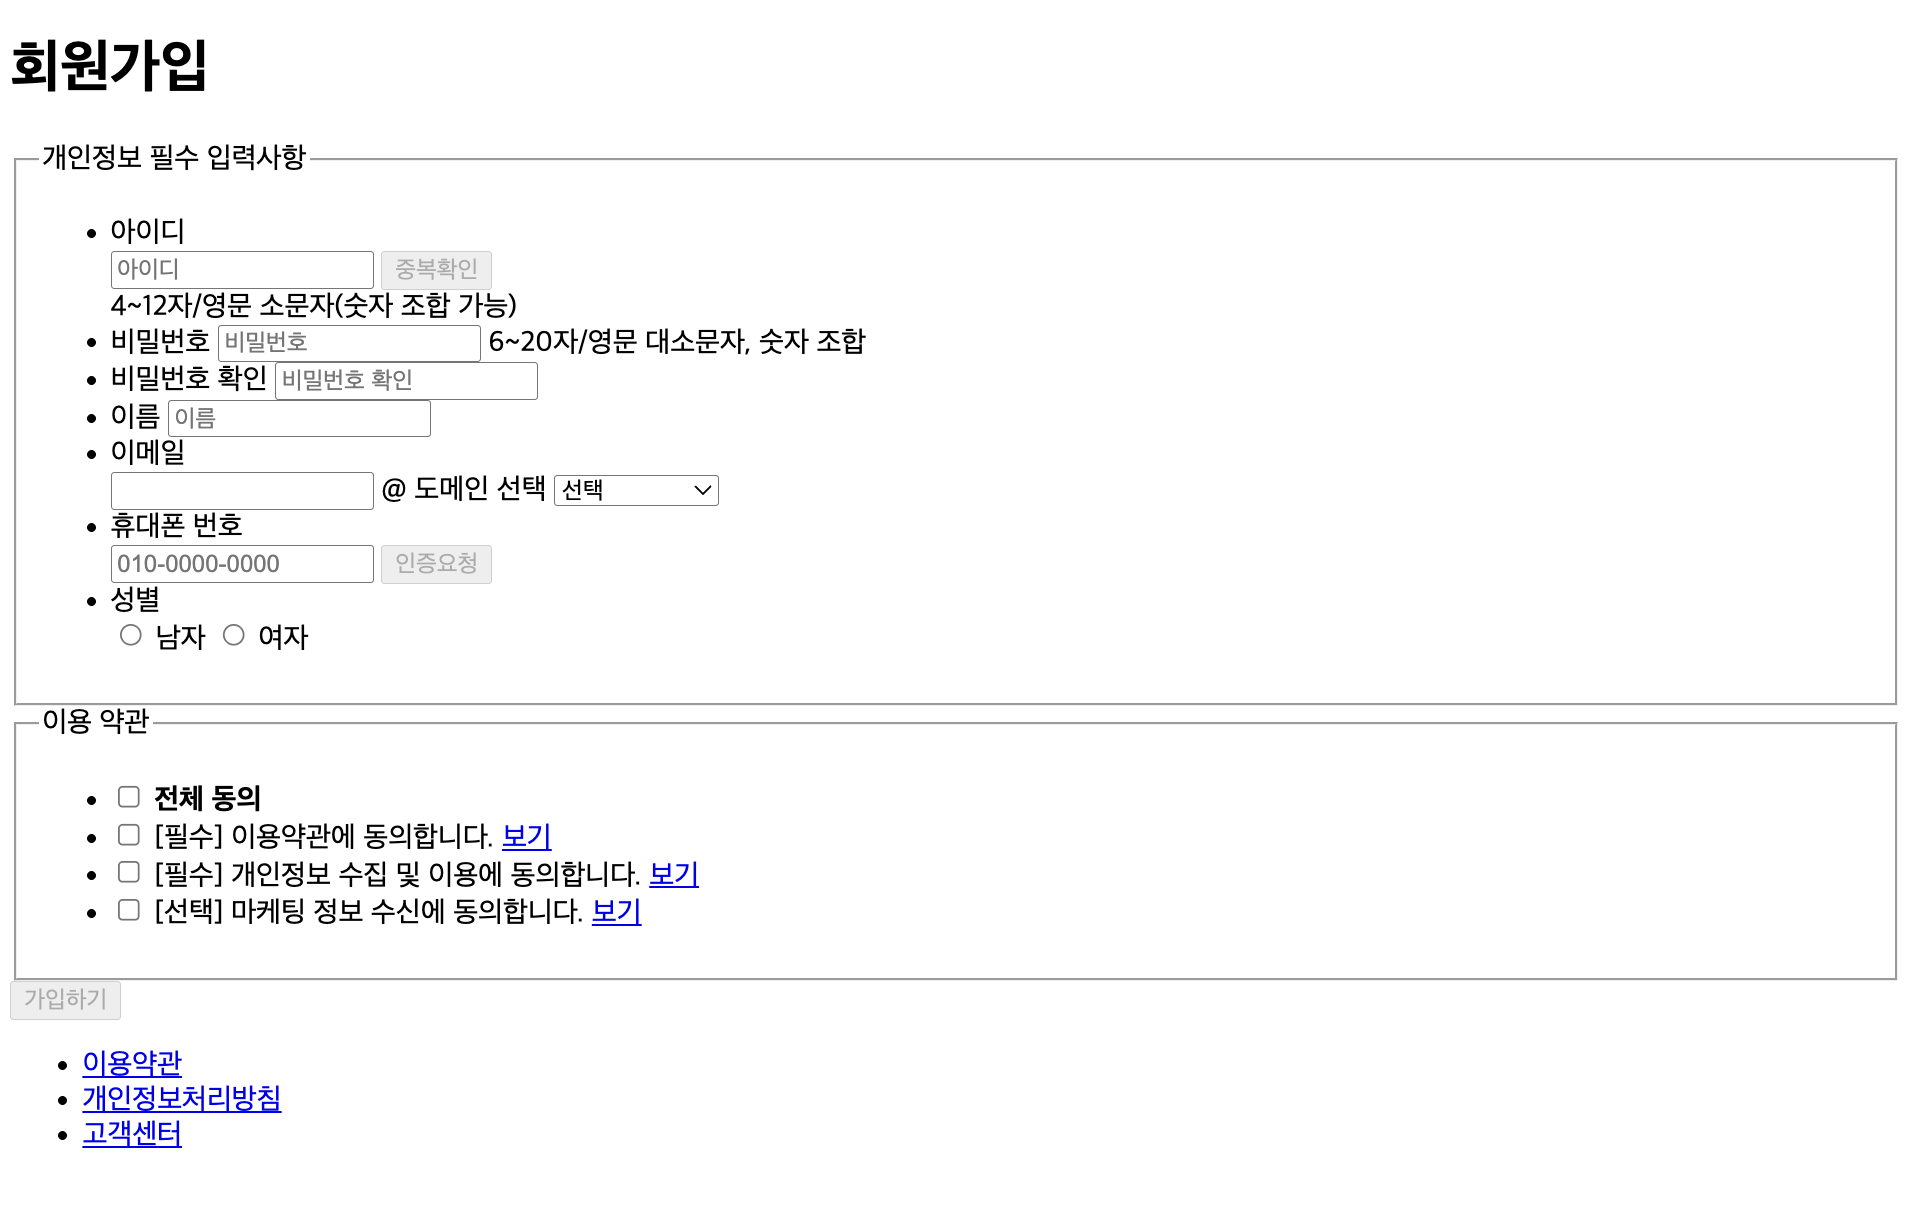 회원가입
개인정보 필수 입력사항
아이디
아이디 중복확인
4~12자/영문 소문자(숫자 조합 가능)
비밀번호 비밀번호 6~20자/영문 대소문자, 숫자 조합
비밀번호 확인 비밀번호 확인
이름 이름
이메일
@ 도메인 선택 선택
휴대폰 번호
010-0000-0000 인증요청
성별
남자 여자
이용 약관
전체 동의
[필수] 이용약관에 동의합니다. 보기
[필수] 개인정보 수집 및 이용에 동의합니다. 보기
[선택] 마케팅 정보 수신에 동의합니다. 보기
가입하기
이용약관
개인정보처리방침
고객센터